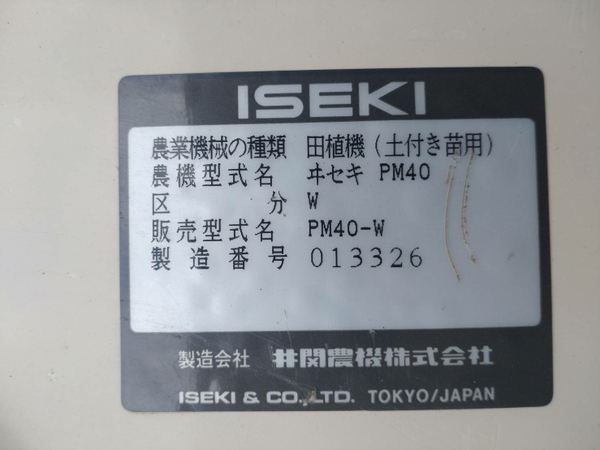 ISEKI
農業機械の種類 田植機(土付き苗用)
農機型式名 ヰセキ PM40
区分 W
販売型式名 PM40-W
製造番号 013326
製造会社 井関農機株式会社
ISEKI & CO., LTD. TOKYO/JAPAN